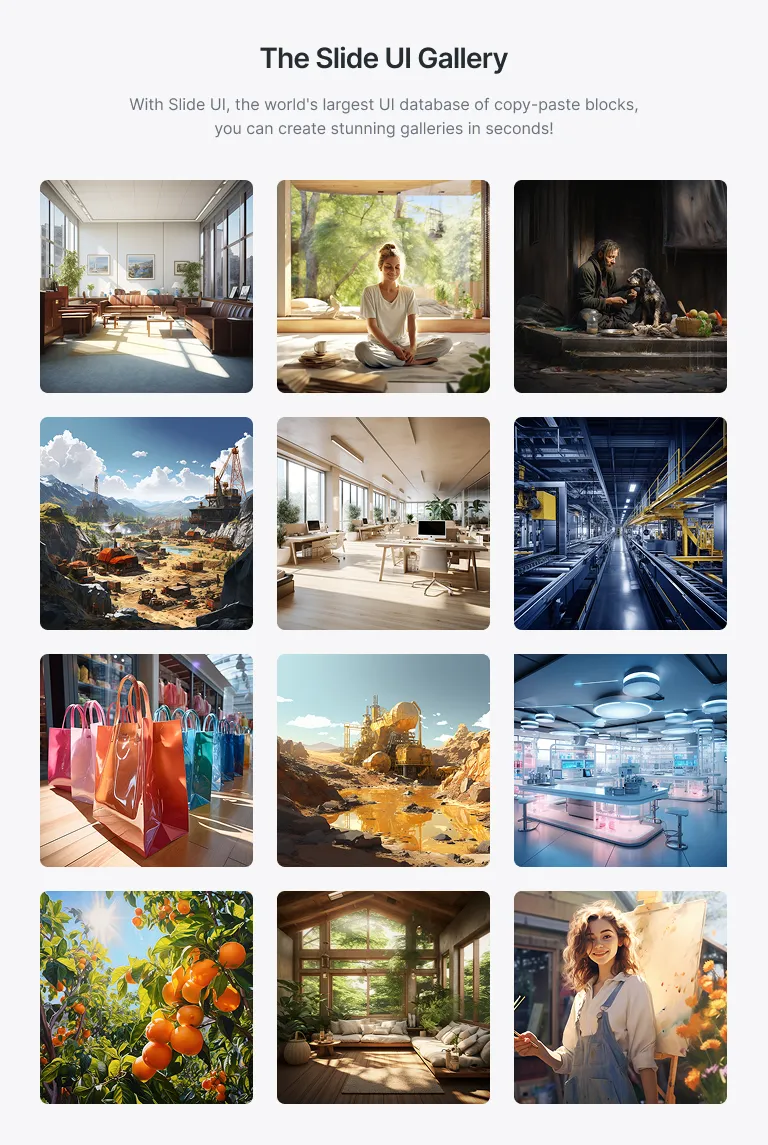 The Slide UI Gallery
With Slide UI, the world's largest UI database of copy-paste blocks,
you can create stunning galleries in seconds!